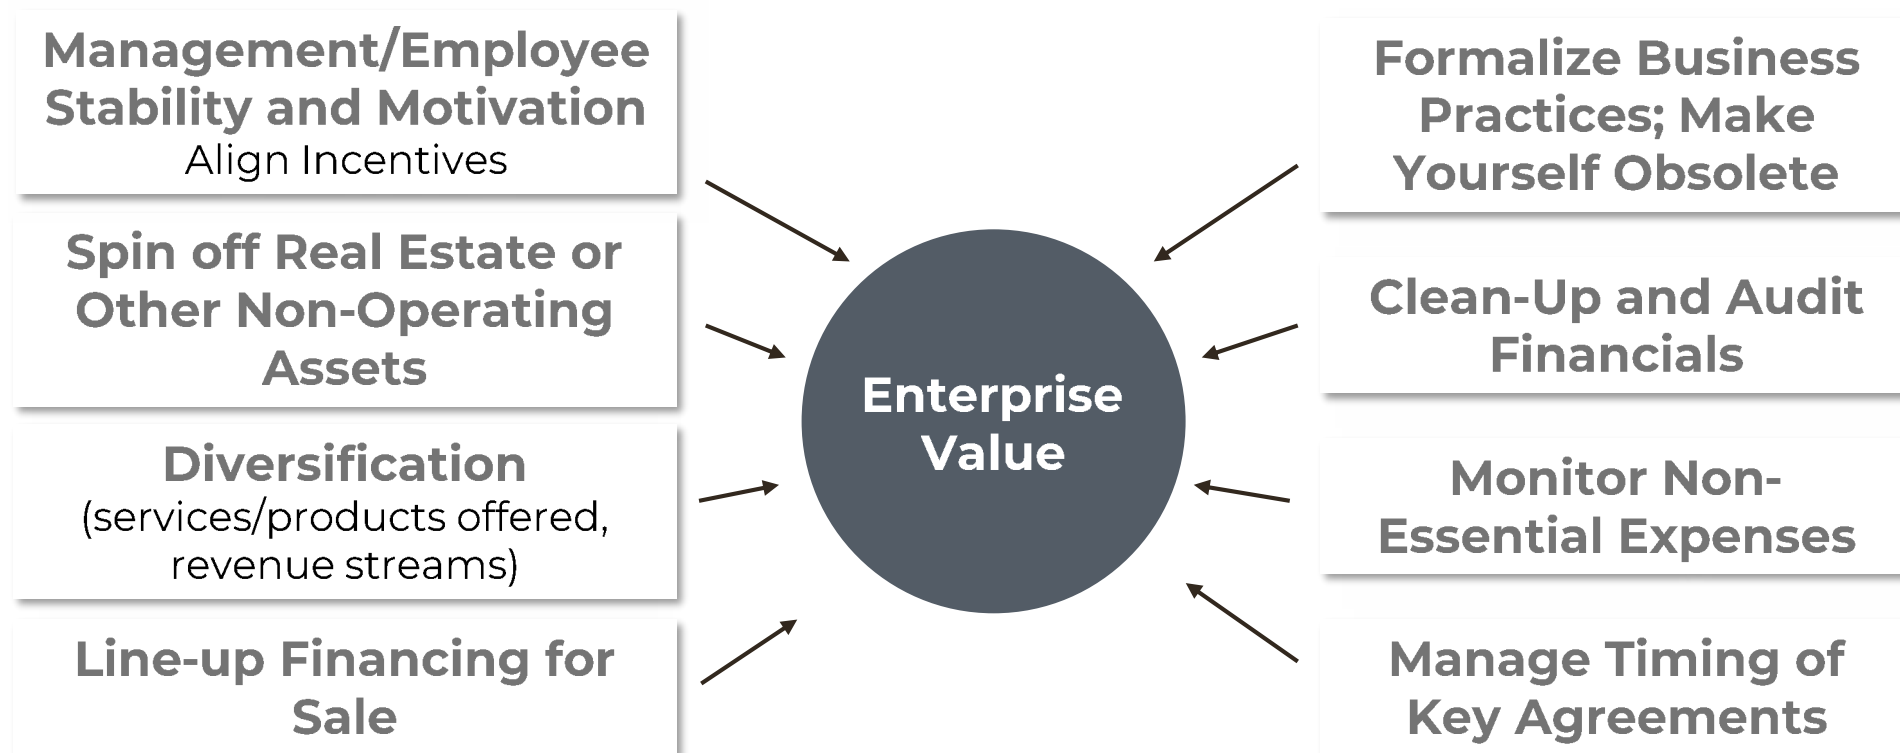 Management/Employee
Stability and Motivation
Align Incentives
Spin off Real Estate or
Other Non-Operating
Assets
Diversification
(services/products offered,
revenue streams)
Line-up Financing for
Sale
Enterprise
Value
Formalize Business
Practices; Make
Yourself Obsolete
Clean-Up and Audit
Financials
Monitor Non-
Essential Expenses
Manage Timing of
Key Agreements